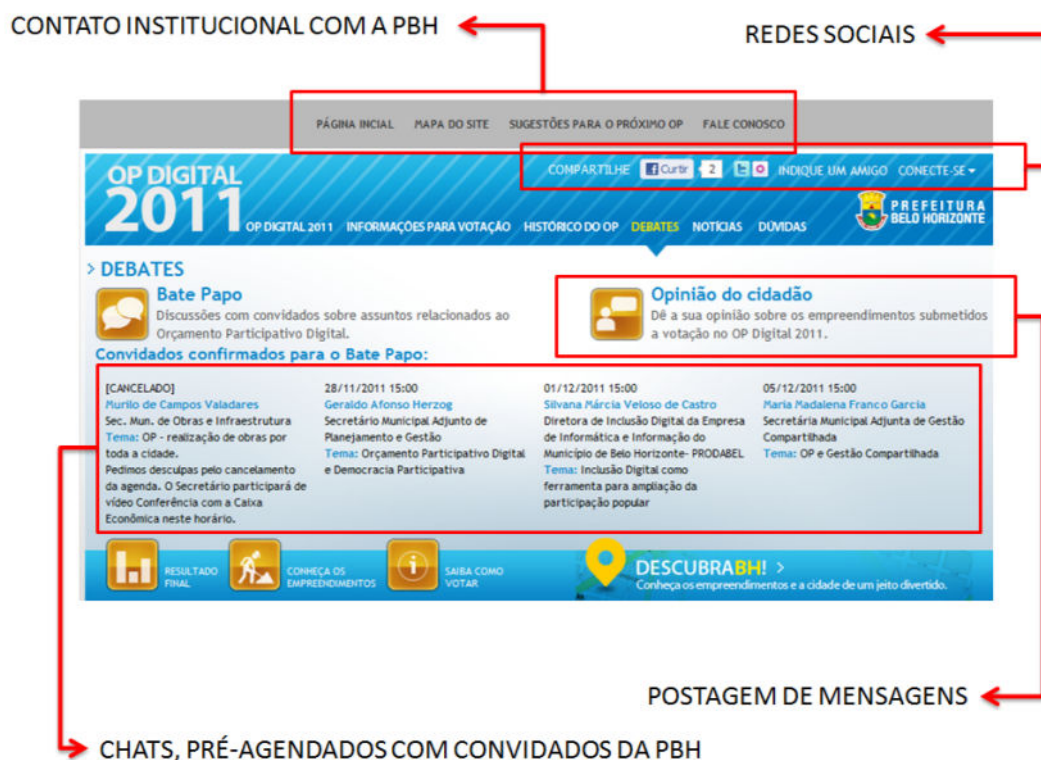 CONTATO INSTITUCIONAL COM A PBH
REDES SOCIAIS
PÁGINA INCIAL MAPA DO SITE SUGESTÕES PARA O PRÓXIMO OP FALE CONOSCO
COMPARTILHE Curtir 2 INDIQUE UM AMIGO CONECTE-SE
OP DIGITAL
2011
PREFEITURA
BELO HORIZONTE
OP DIGITAL 2011 INFORMAÇÕES PARA VOTAÇÃO HISTÓRICO DO OP DEBATES NOTÍCIAS DÚVIDAS
> DEBATES
Bate Papo
Discussões com convidados sobre assuntos relacionados ao
Orçamento Participativo Digital.
Opinião do cidadão
Dê a sua opinião sobre os empreendimentos submetidos
a votação no OP Digital 2011.
Convidados confirmados para o Bate Papo:
[CANCELADO]
Murilo de Campos Valadares
Sec. Mun. de Obras e Infraestrutura
Tema: OP - realização de obras por
toda a cidade.
Pedimos desculpas pelo cancelamento
da agenda. O Secretário participará de
vídeo Conferência com a Caixa
Econômica neste horário.
28/11/2011 15:00
Geraldo Afonso Herzog
Secretário Municipal Adjunto de
Planejamento e Gestão
Tema: Orçamento Participativo Digital
e Democracia Participativa
01/12/2011 15:00
Silvana Márcia Veloso de Castro
Diretora de Inclusão Digital da Empresa
de Informática e Informação do
Município de Belo Horizonte- PRODABEL
Tema: Inclusão Digital como
ferramenta para ampliação da
participação popular
05/12/2011 15:00
Maria Madalena Franco Garcia
Secretária Municipal Adjunta de Gestão
Compartilhada
Tema: OP e Gestão Compartilhada
RESULTADO
FINAL
CONHEÇA OS
EMPREENDIMENTOS
SAIBA COMO
VOTAR
DESCUBRABH! >
Conheça os empreendimentos e a cidade de um jeito divertido.
POSTAGEM DE MENSAGENS
CHATS, PRÉ-AGENDADOS COM CONVIDADOS DA PBH